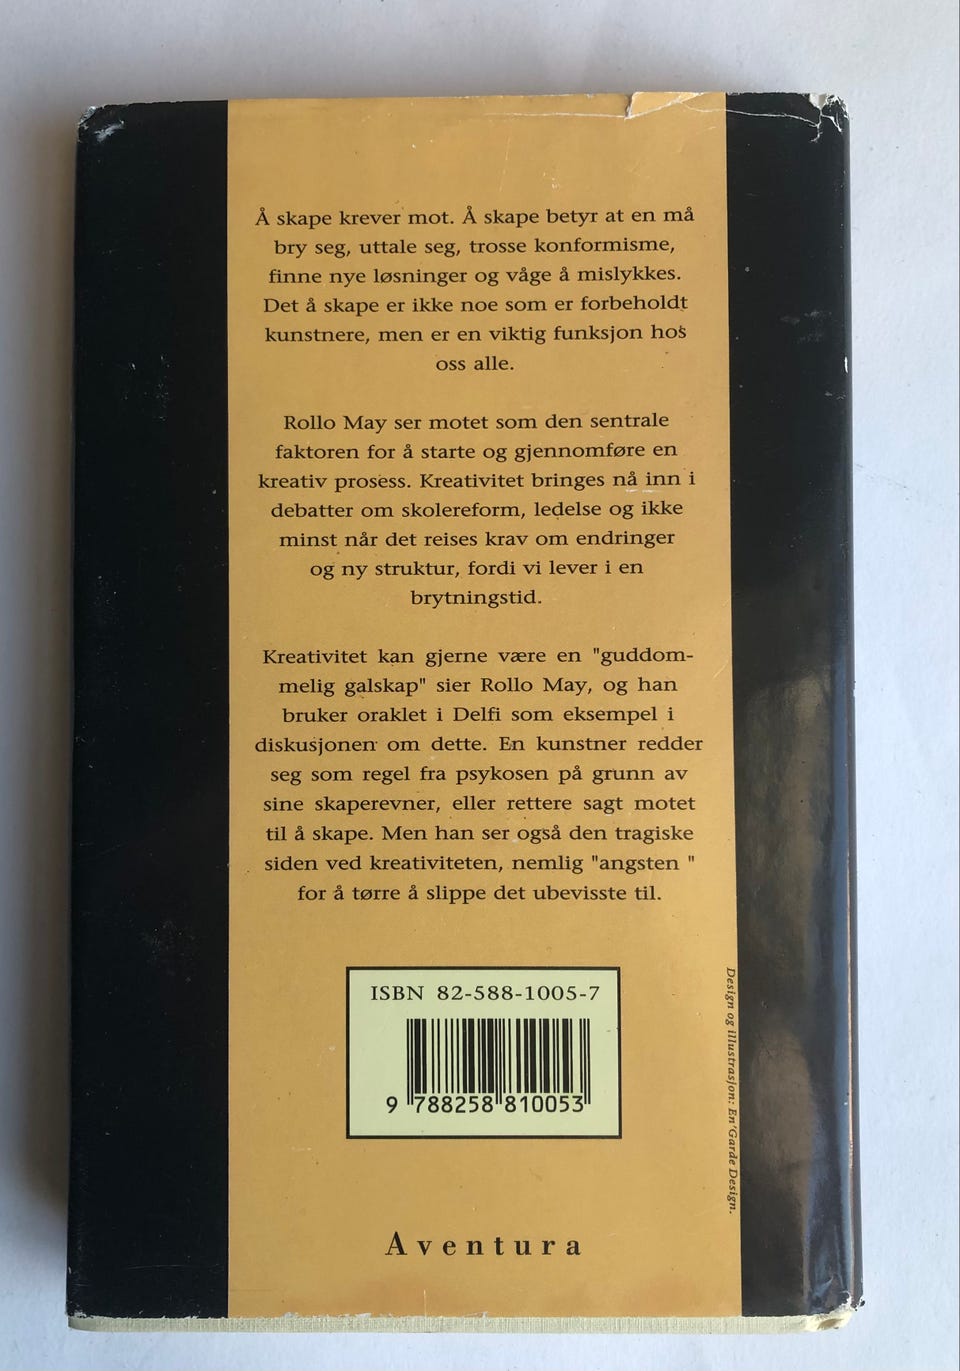 Å skape krever mot. Å skape betyr at en må
bry seg, uttale seg, trosse konformisme,
finne nye løsninger og våge å mislykkes.
Det å skape er ikke noe som er forbeholdt
kunstnere, men er en viktig funksjon hos
oss alle.
Rollo May ser motet som den sentrale
faktoren for å starte og gjennomføre en
kreativ prosess. Kreativitet bringes nå inn i
debatter om skolereform, ledelse og ikke
minst når det reises krav om endringer
og ny struktur, fordi vi lever i en
brytningstid.
Kreativitet kan gjerne være en "guddom-
melig galskap" sier Rollo May, og han
bruker oraklet i Delfi som eksempel i
diskusjonen om dette. En kunstner redder
seg som regel fra psykosen på grunn av
sine skaperevner, eller rettere sagt motet
til å skape. Men han ser også den tragiske
siden ved kreativiteten, nemlig "angsten "
for å tørre å slippe det ubevisste til.
ISBN 82-588-1005-7
9 788258 810053
Design og illustrasjon: En'Garde Design.
Aventura